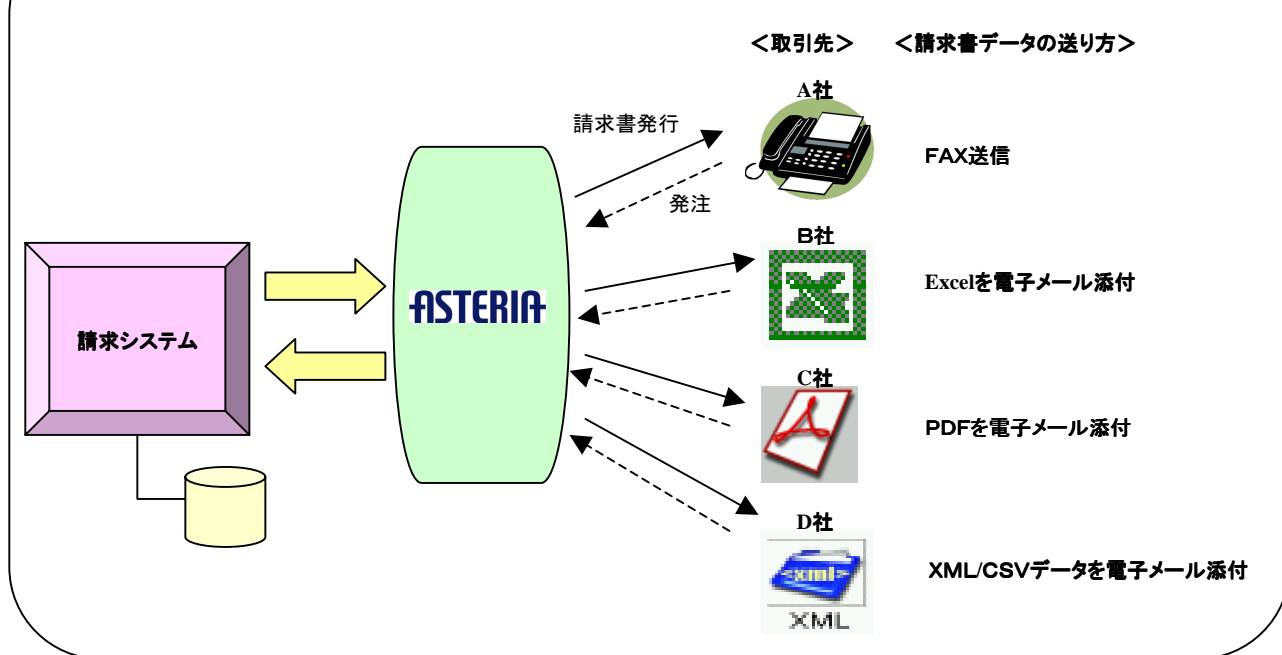 ＜取引先＞ ＜請求書データの送り方＞
A社
請求書発行
FAX送信
発注
B社
Excelを電子メール添付
ASTERIA
請求システム
C社
PDFを電子メール添付
D社
<xml>
XML/CSVデータを電子メール添付
XML